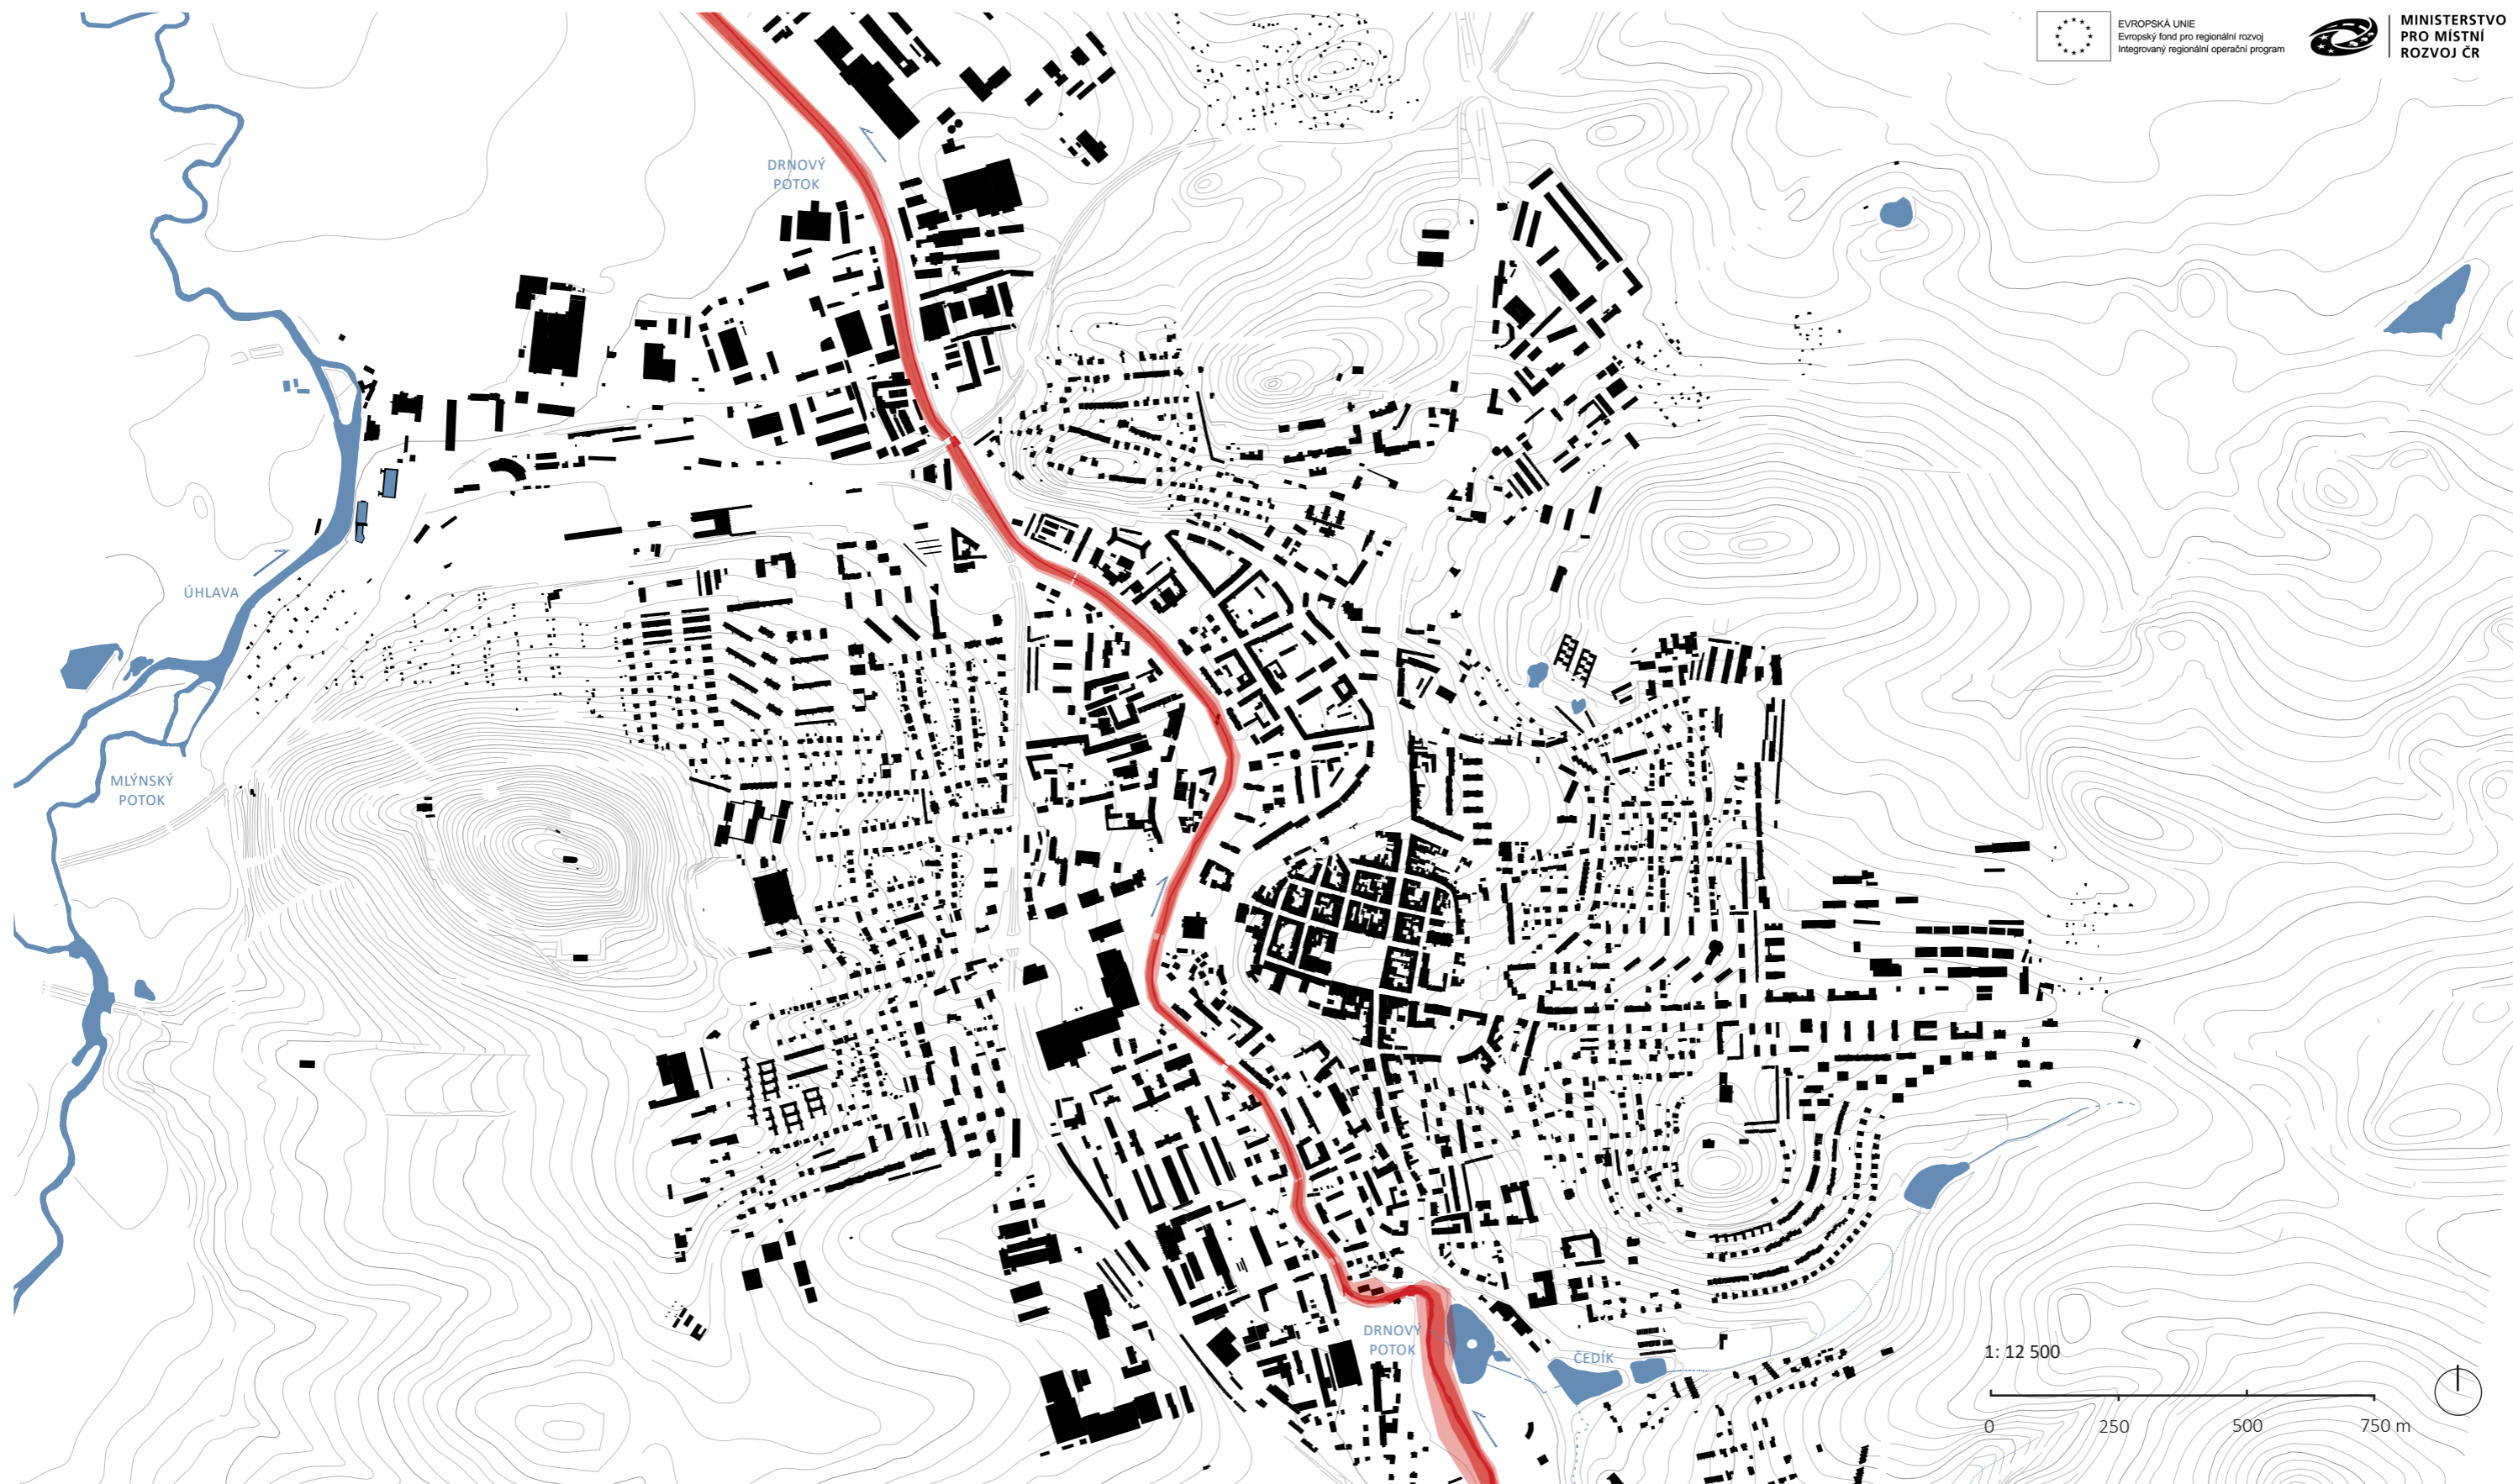 EVROPSKÁ UNIE
Evropský fond pro regionální rozvoj
Integrovaný regionální operační program
MINISTERSTVO
PRO MÍSTNÍ
ROZVOJ ČR
DRNOVÝ
POTOK
ÚHLAVA
MLÝNSKÝ
POTOK
DRNOVÝ
POTOK
ČEDÍK
1: 12 500
0
250
500
750 m